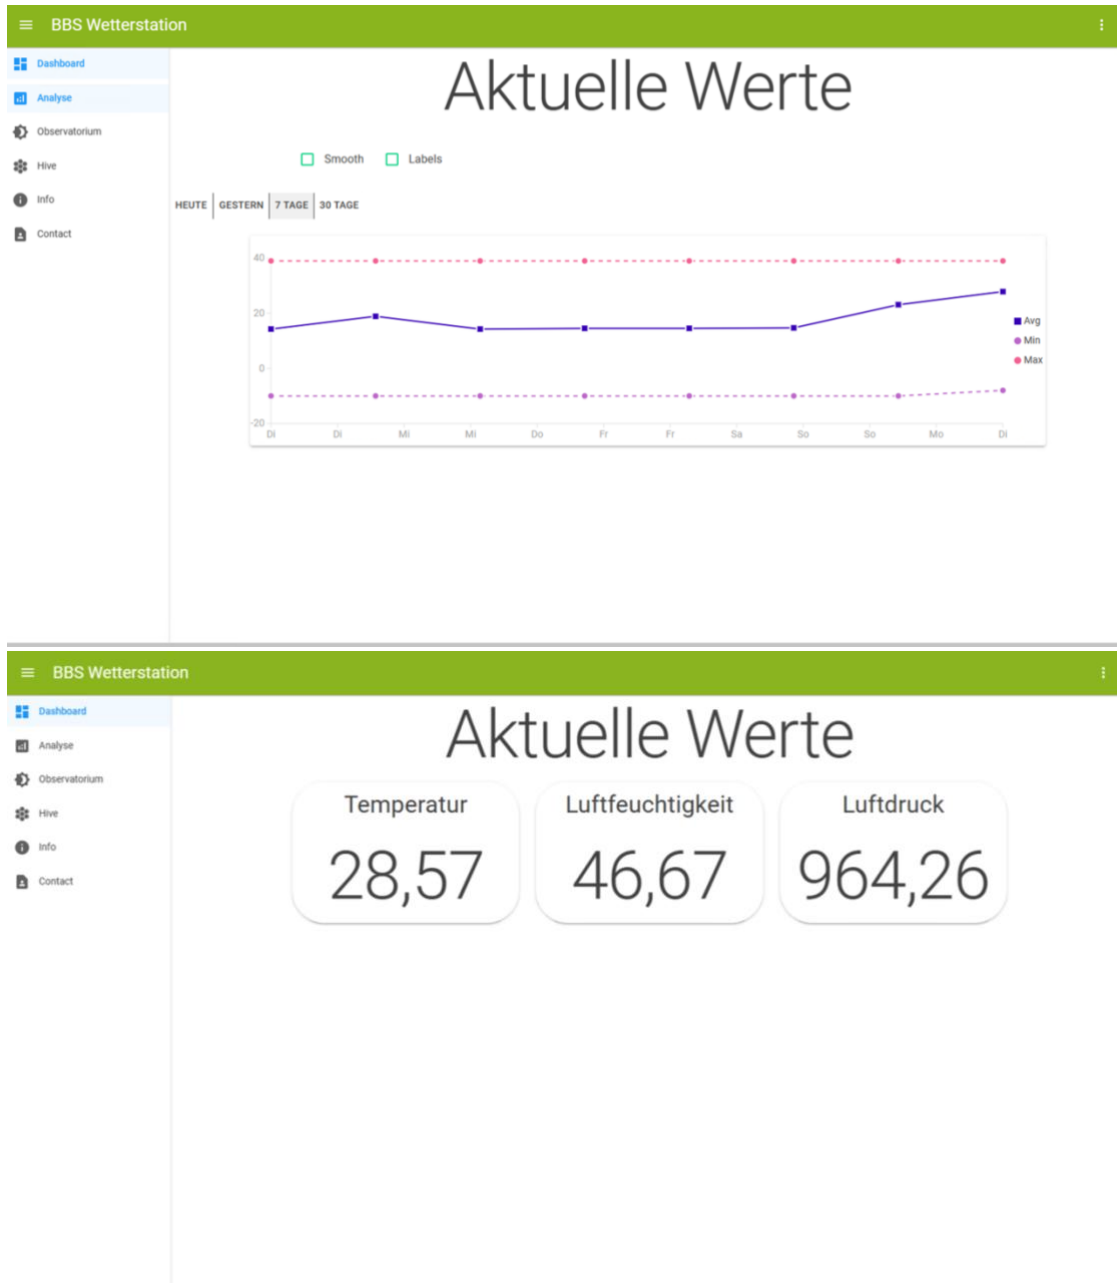 BBS Wetterstation
Dashboard
Analyse
Observatorium
Hive
Info
Contact
Aktuelle Werte
Smooth Labels
HEUTE GESTERN 7 TAGE 30 TAGE
40
20
0
-20
Di Di Mi Mi Do Fr Fr Sa So So Mo Di
Avg
Min
Max
BBS Wetterstation
Dashboard
Analyse
Observatorium
Hive
Info
Contact
Aktuelle Werte
Temperatur Luftfeuchtigkeit Luftdruck
28,57 46,67 964,26